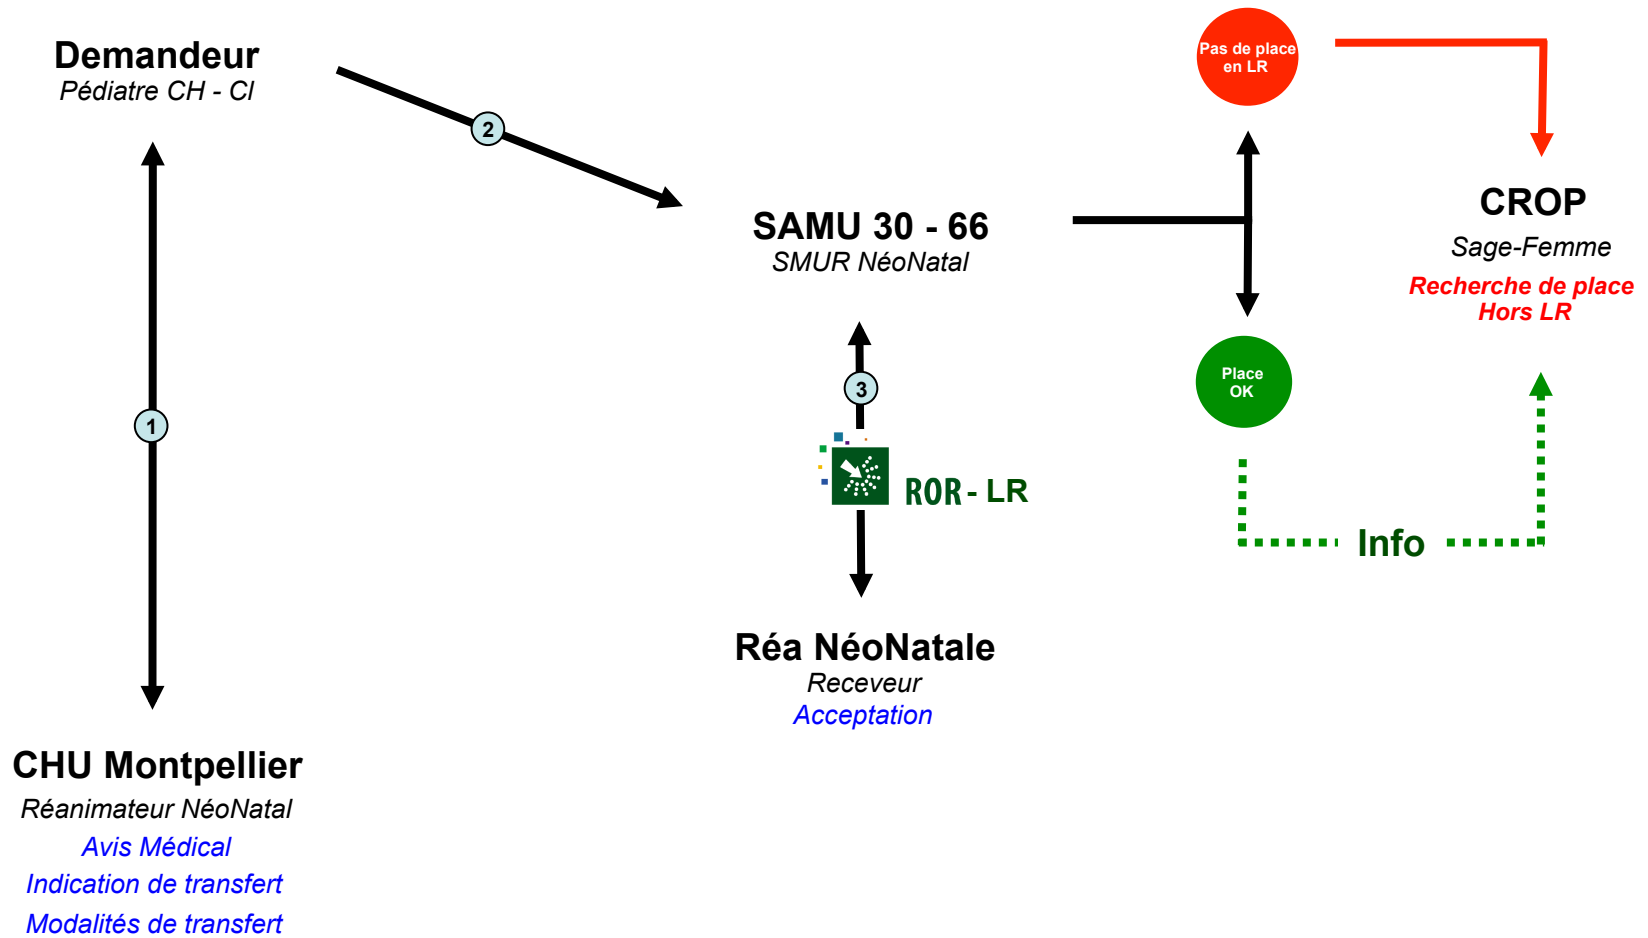 Demandeur
Pédiatre CH - Cl
1
CHU Montpellier
Réanimateur NéoNatal
Avis Médical
Indication de transfert
Modalités de transfert
2
SAMU 30 - 66
SMUR NéoNatal
3
ROR - LR
Réa NéoNatale
Receveur
Acceptation
Pas de place
en LR
Place
OK
Info
CROP
Sage-Femme
Recherche de place
Hors LR